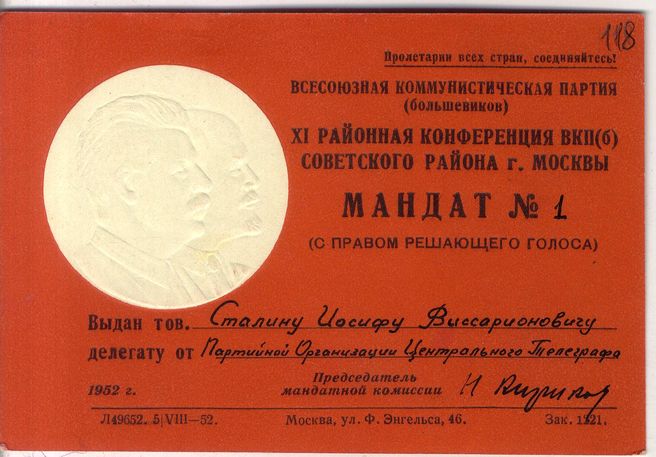 118
Пролетарии всех стран, соединяйтесь!
ВСЕСОЮЗНАЯ КОММУНИСТИЧЕСКАЯ ПАРТИЯ
(большевиков)
XI РАЙОННАЯ КОНФЕРЕНЦИЯ ВКП(б)
СОВЕТСКОГО РАЙОНА г. МОСКВЫ
МАНДАТ № 1
(С ПРАВОМ РЕШАЮЩЕГО ГОЛОСА)
Выдан тов. Сталину Иосифу Виссарионовичу
делегату от Партийной Организации Центрального Телеграфа
1952 г.
Председатель
мандатной комиссии
Л49652. 5|VIII—52.
Москва, ул. Ф. Энгельса, 46.
Зак. 1521.